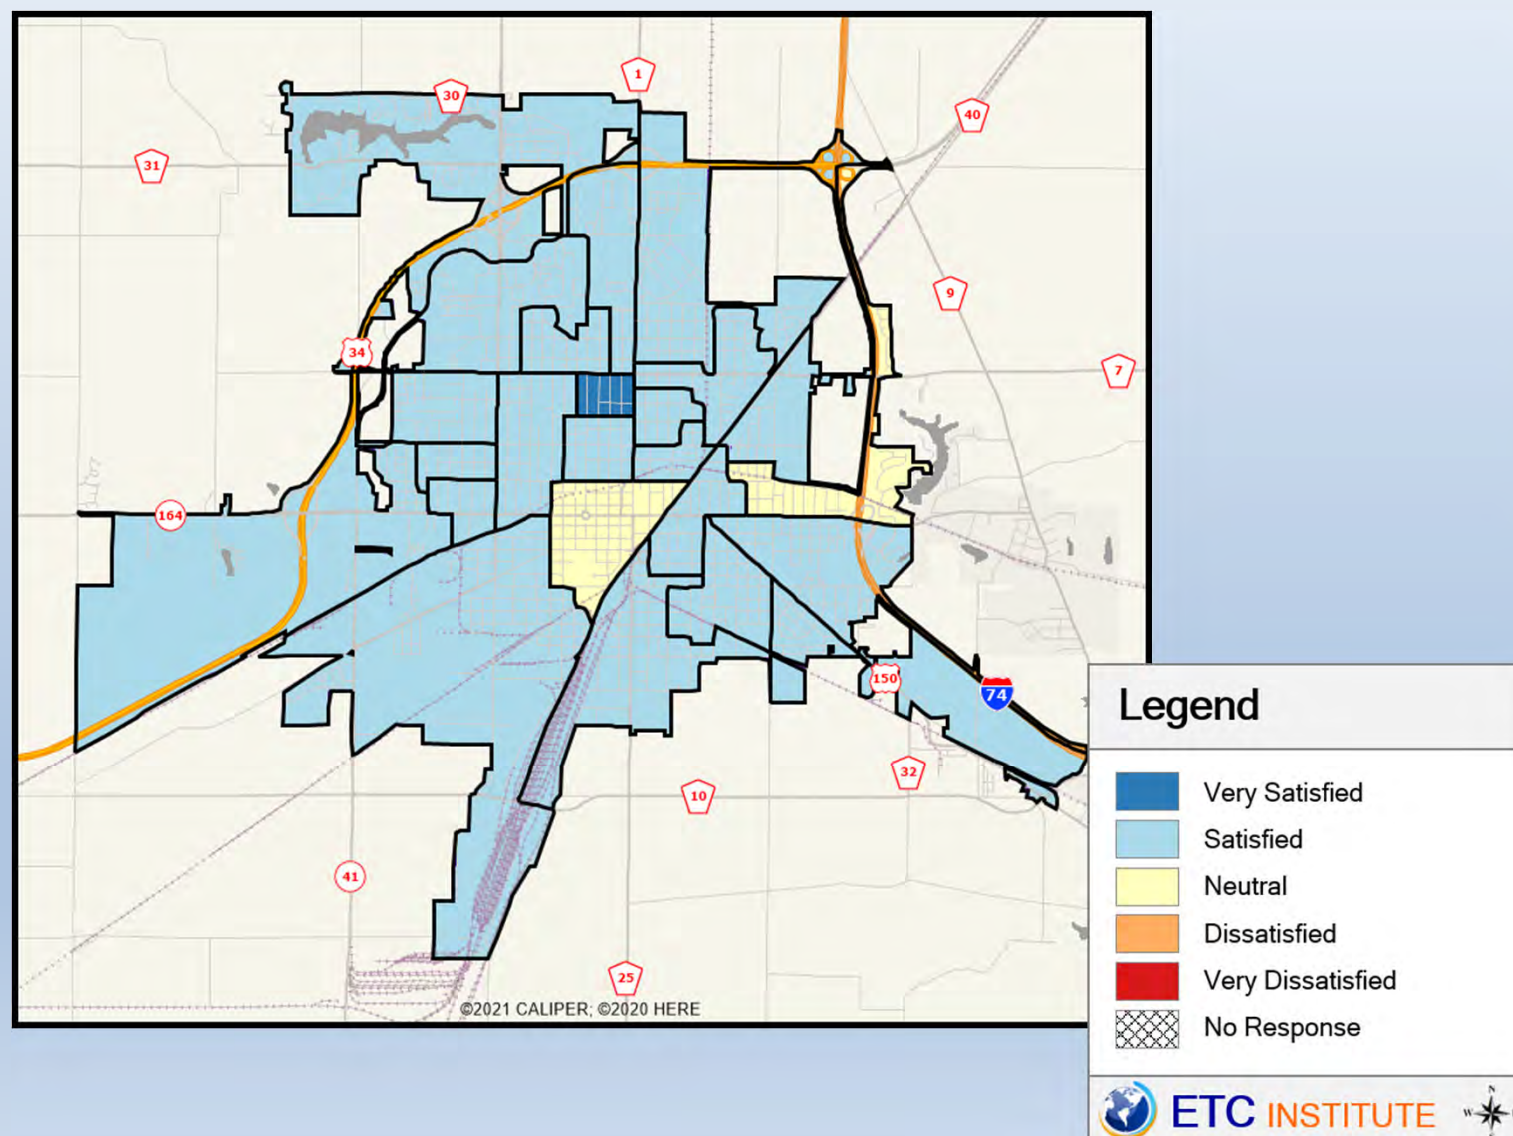 1
30
40
31
9
34
7
164
150
74
32
10
41
25
©2021 CALIPER; ©2020 HERE
Legend
Very Satisfied
Satisfied
Neutral
Dissatisfied
Very Dissatisfied
No Response
ETC INSTITUTE
N
W